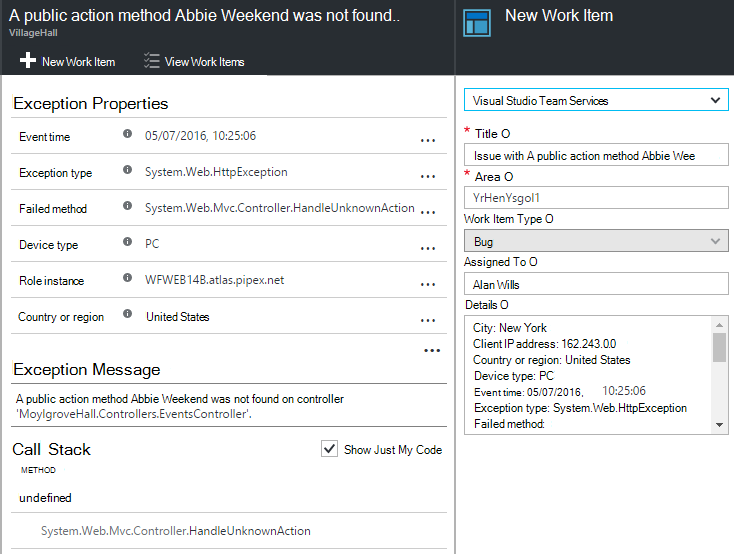 A public action method Abbie Weekend was not found..
VillageHall
New Work Item
View Work Items
Exception Properties
Event time 05/07/2016, 10:25:06 ...
Exception type System.Web.HttpException ...
Failed method System.Web.Mvc.Controller.HandleUnknownAction ...
Device type PC ...
Role instance WFWEB14B.atlas.pipex.net ...
Country or region United States ...
...
Exception Message
A public action method Abbie Weekend was not found on controller
'MoylgroveHall.Controllers.EventsController'.
Call Stack
Show Just My Code
METHOD
undefined
System.Web.Mvc.Controller.HandleUnknownAction
New Work Item
Visual Studio Team Services
* Title O
Issue with A public action method Abbie Wee
* Area O
YrHenYsgol1
Work Item Type O
Bug
Assigned To O
Alan Wills
Details O
City: New York
Client IP address: 162.243.0.0
Country or region: United States
Device type: PC
Event time: 05/07/2016, 10:25:06
Exception type: System.Web.HttpException
Failed method: